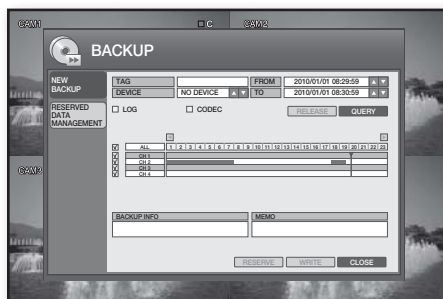 CAM1 C CAM2
BACKUP
NEW BACKUP
RESERVED DATA MANAGEMENT
TAG FROM 2010/01/01 08:29:59
DEVICE NO DEVICE TO 2010/01/01 08:30:59
LOG CODEC RELEASE QUERY
ALL 1 2 3 4 5 6 7 8 9 10 11 12 13 14 15 16 17 18 19 20 21 22 23
CH 1
CH 2
CH 3
CH 4
CAM3
BACKUP INFO MEMO
RESERVE WRITE CLOSE